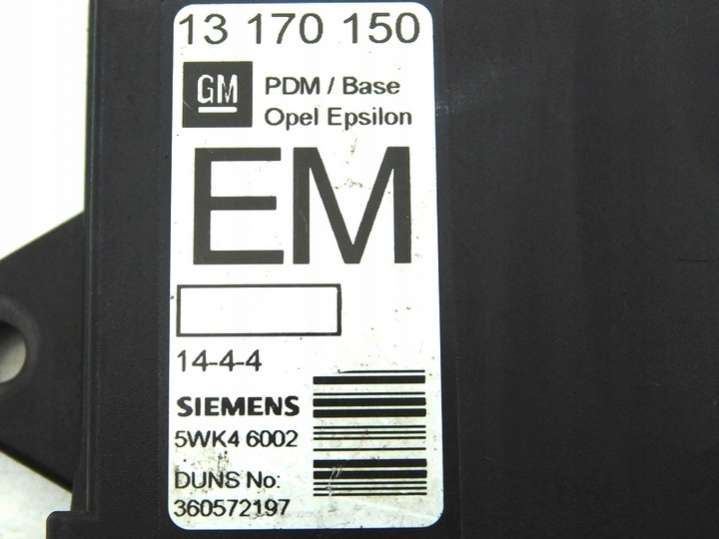 13 170 150
GM
PDM / Base
Opel Epsilon
EM
14-4-4
SIEMENS
5WK4 6002
DUNS No:
360572197